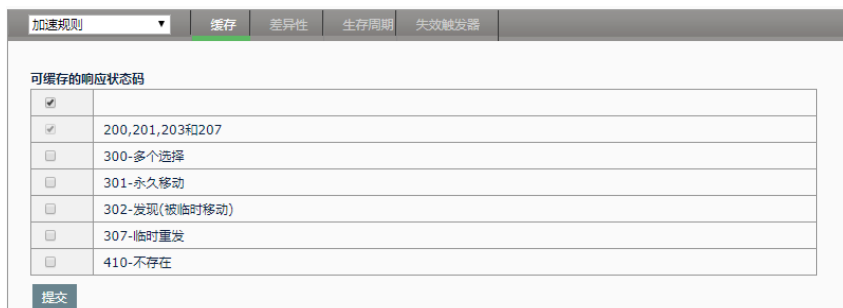 加速规则 缓存 差异性 生存周期 失效触发器
可缓存的响应状态码
200,201,203和207
300-多个选择
301-永久移动
302-发现(被临时移动)
307-临时重发
410-不存在
提交